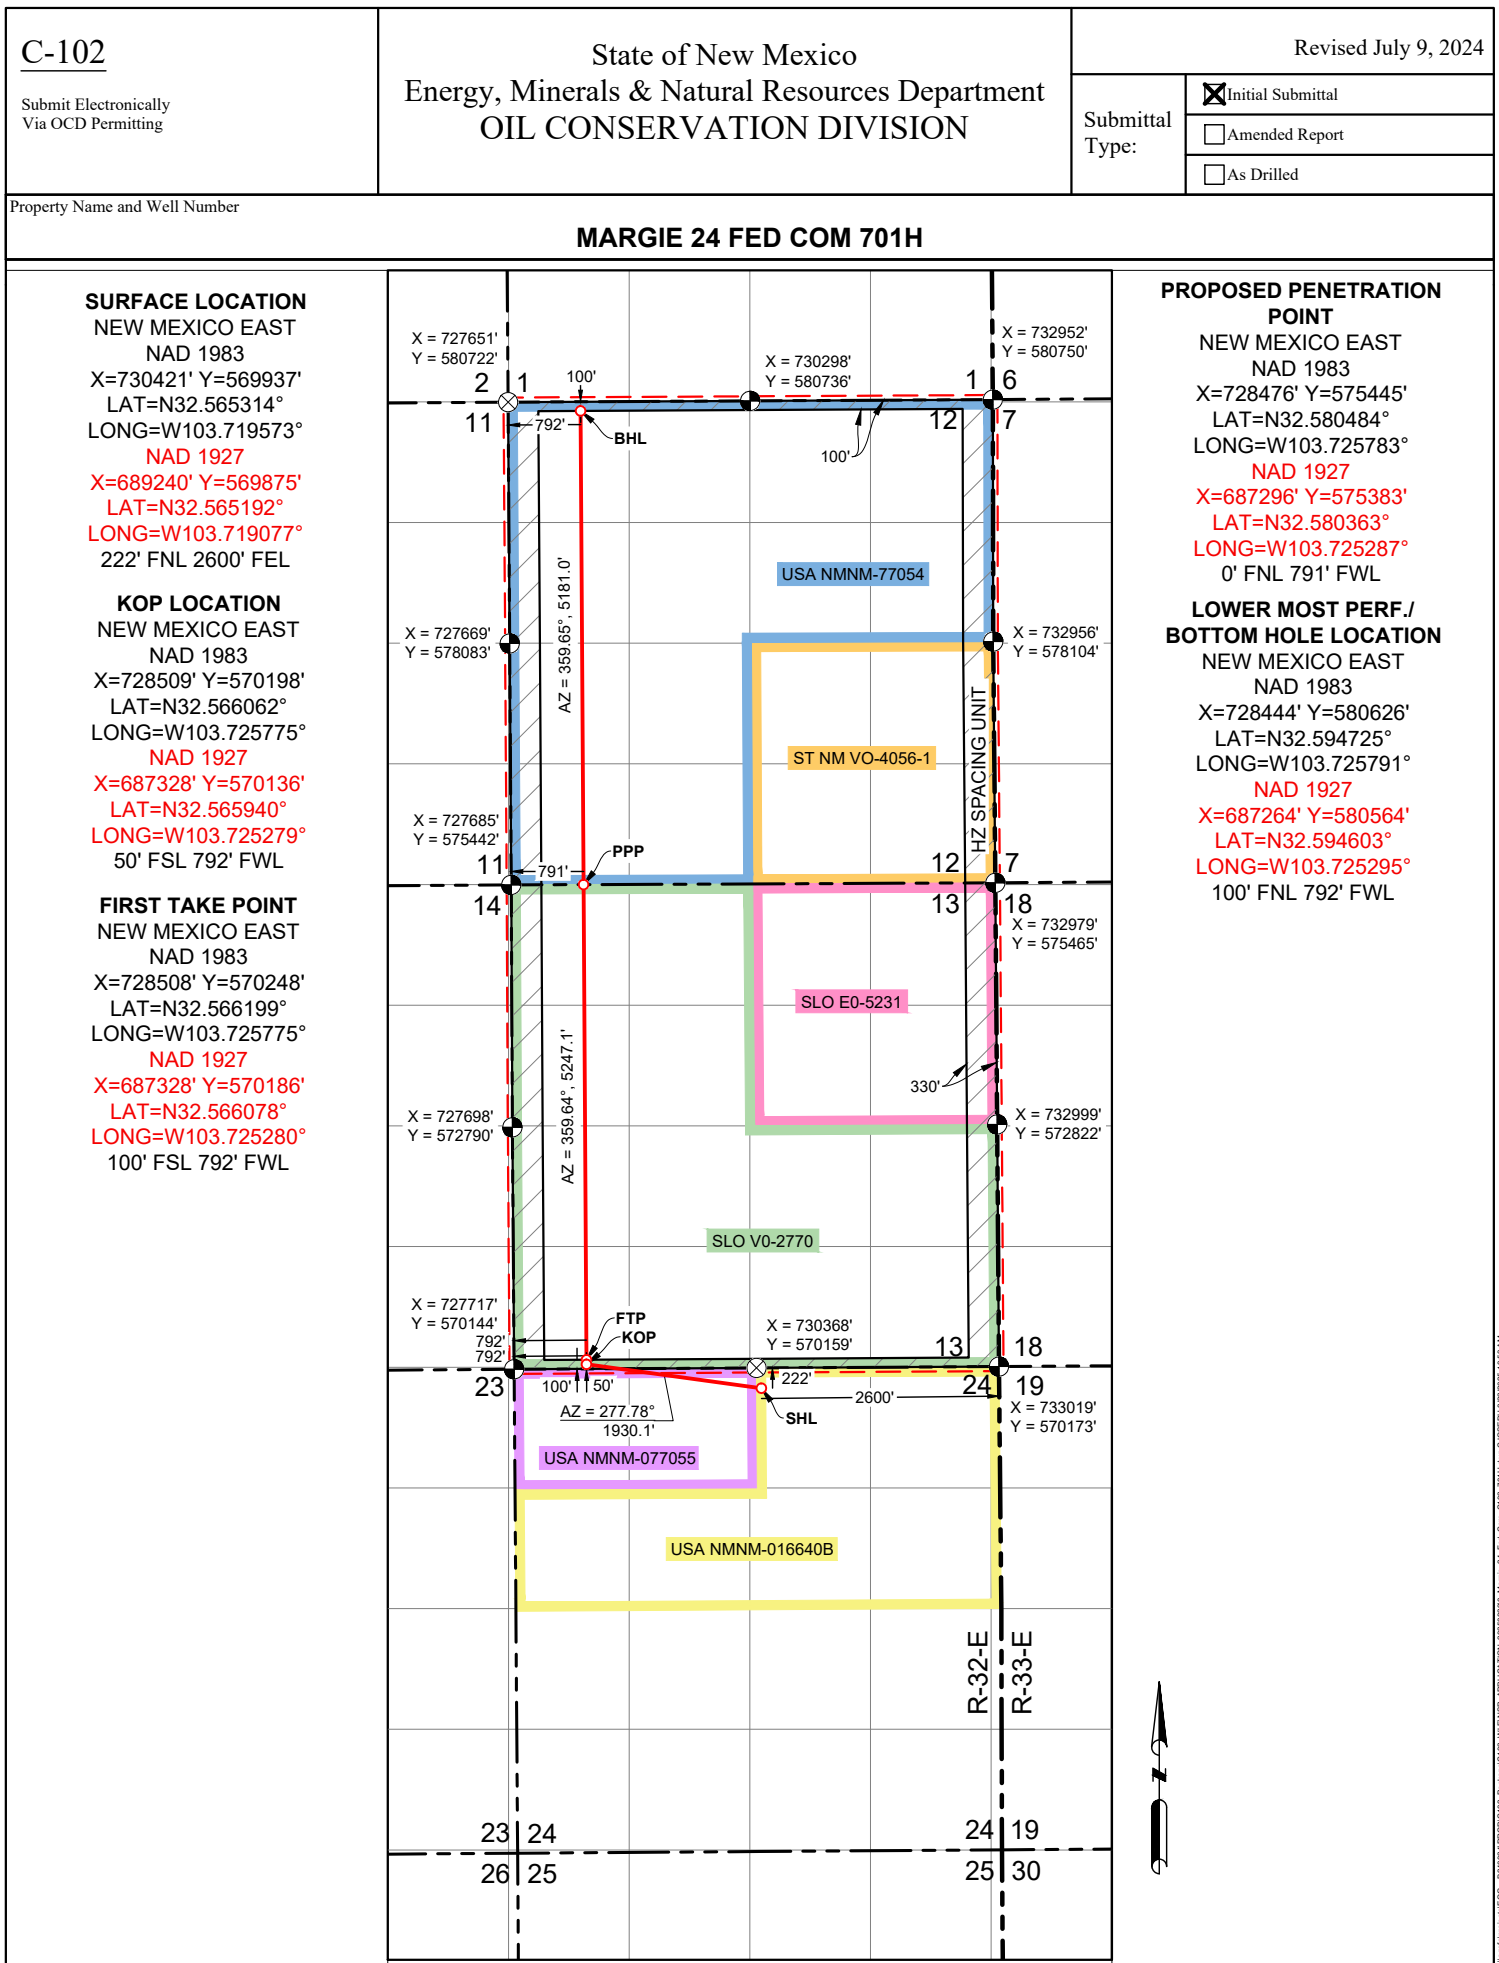 C-102
Submit Electronically
Via OCD Permitting
State of New Mexico
Energy, Minerals & Natural Resources Department
OIL CONSERVATION DIVISION
Revised July 9, 2024
Submittal
Type:
Initial Submittal
Amended Report
As Drilled
Property Name and Well Number
MARGIE 24 FED COM 701H
SURFACE LOCATION
NEW MEXICO EAST
NAD 1983
X=730421' Y=569937'
LAT=N32.565314°
LONG=W103.719573°
NAD 1927
X=689240' Y=569875'
LAT=N32.565192°
LONG=W103.719077°
222' FNL 2600' FEL
KOP LOCATION
NEW MEXICO EAST
NAD 1983
X=728509' Y=570198'
LAT=N32.566062°
LONG=W103.725775°
NAD 1927
X=687328' Y=570136'
LAT=N32.565940°
LONG=W103.725279°
50' FSL 792' FWL
FIRST TAKE POINT
NEW MEXICO EAST
NAD 1983
X=728508' Y=570248'
LAT=N32.566199°
LONG=W103.725775°
NAD 1927
X=687328' Y=570186'
LAT=N32.566078°
LONG=W103.725280°
100' FSL 792' FWL
X = 727651'
Y = 580722'
X = 730298'
Y = 580736'
X = 732952'
Y = 580750'
2 1
100'
1 6
11
792'
BHL
12 7
100'
AZ = 359.65°, 5181.0'
USA NMNM-77054
X = 727669'
Y = 578083'
X = 732956'
Y = 578104'
HZ SPACING UNIT
ST NM VO-4056-1
X = 727685'
Y = 575442'
PPP
11
791'
12 7
14
13 18
X = 732979'
Y = 575465'
SLO E0-5231
AZ = 359.64°, 5247.1'
330'
X = 727698'
Y = 572790'
X = 732999'
Y = 572822'
SLO V0-2770
X = 727717'
Y = 570144'
FTP
KOP
X = 730368'
Y = 570159'
13 18
792'
792'
23
100'
50'
222'
24 19
2600'
SHL
AZ = 277.78°
1930.1'
X = 733019'
Y = 570173'
USA NMNM-077055
USA NMNM-016640B
R-32-E
R-33-E
23 24
24 19
26 25
25 30
N
PROPOSED PENETRATION
POINT
NEW MEXICO EAST
NAD 1983
X=728476' Y=575445'
LAT=N32.580484°
LONG=W103.725783°
NAD 1927
X=687296' Y=575383'
LAT=N32.580363°
LONG=W103.725287°
0' FNL 791' FWL
LOWER MOST PERF./
BOTTOM HOLE LOCATION
NEW MEXICO EAST
NAD 1983
X=728444' Y=580626'
LAT=N32.594725°
LONG=W103.725791°
NAD 1927
X=687264' Y=580564'
LAT=N32.594603°
LONG=W103.725295°
100' FNL 792' FWL